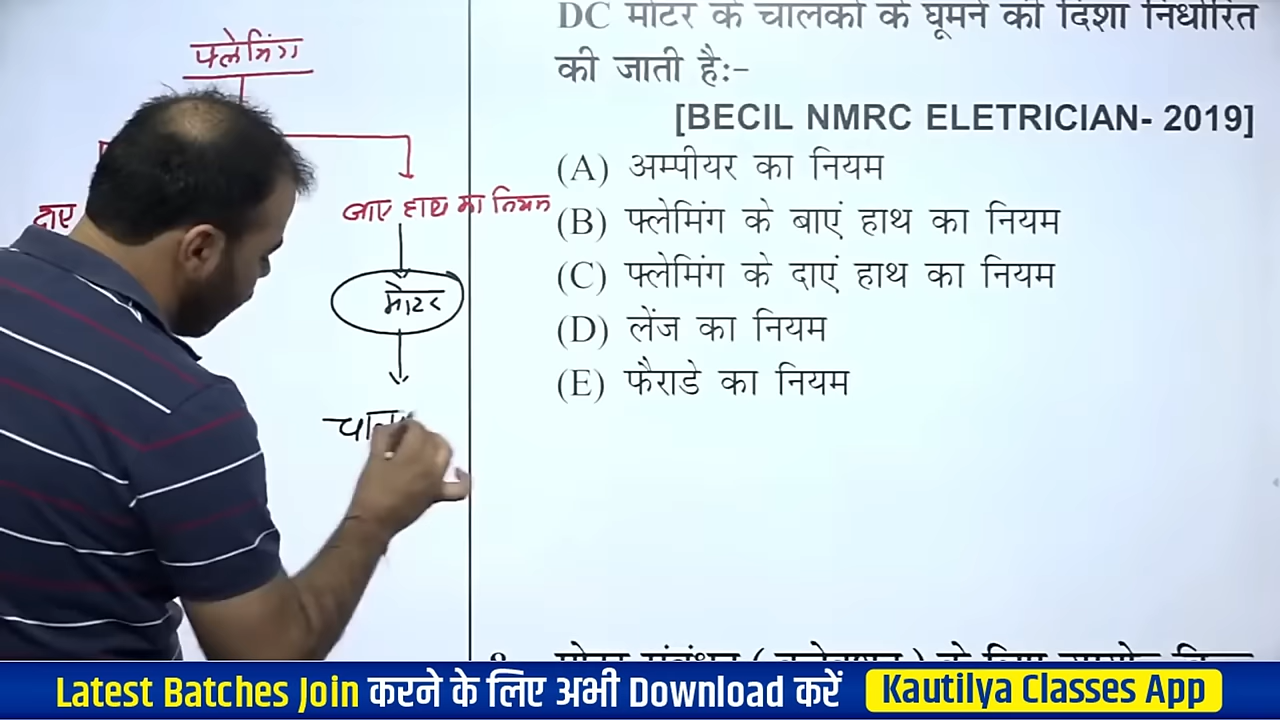 फ्लेमिंग
दाए
बाए हाथ का नियम
मोटर
DC मोटर के चालकों के घूमने की दिशा निर्धारित
की जाती है:–
[BECIL NMRC ELETRICIAN- 2019]
(A) अम्पीयर का नियम
(B) फ्लेमिंग के बाएं हाथ का नियम
(C) फ्लेमिंग के दाएं हाथ का नियम
(D) लेंज का नियम
(E) फैराडे का नियम
Latest Batches Join करने के लिए अभी Download करें
Kautilya Classes App